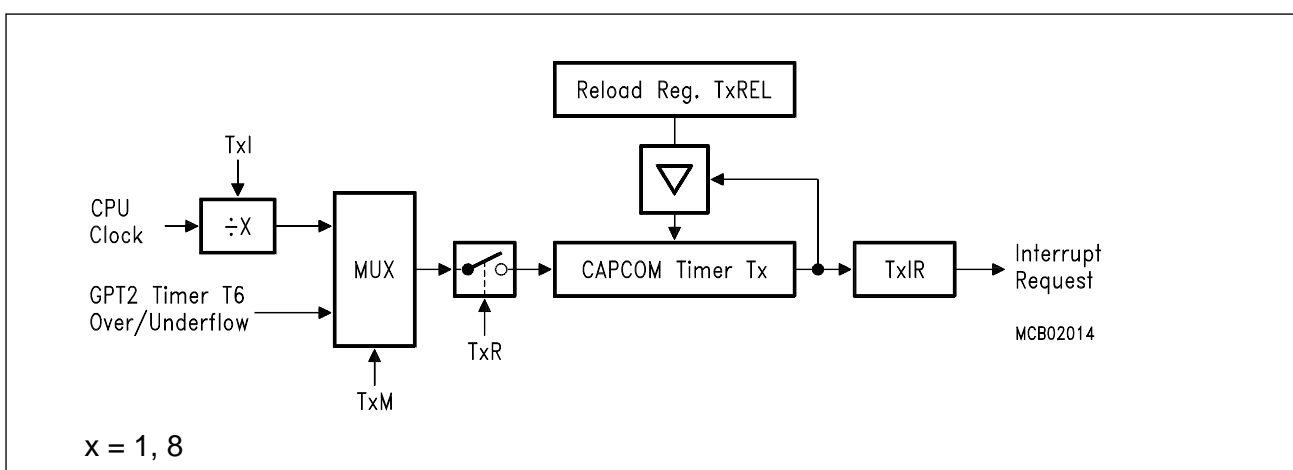 Reload Reg. TxREL
TxI
CPU
Clock
÷X
MUX
CAPCOM Timer Tx
TxIR
Interrupt
Request
GPT2 Timer T6
Over/Underflow
TxR
TxM
MCB02014
x = 1, 8